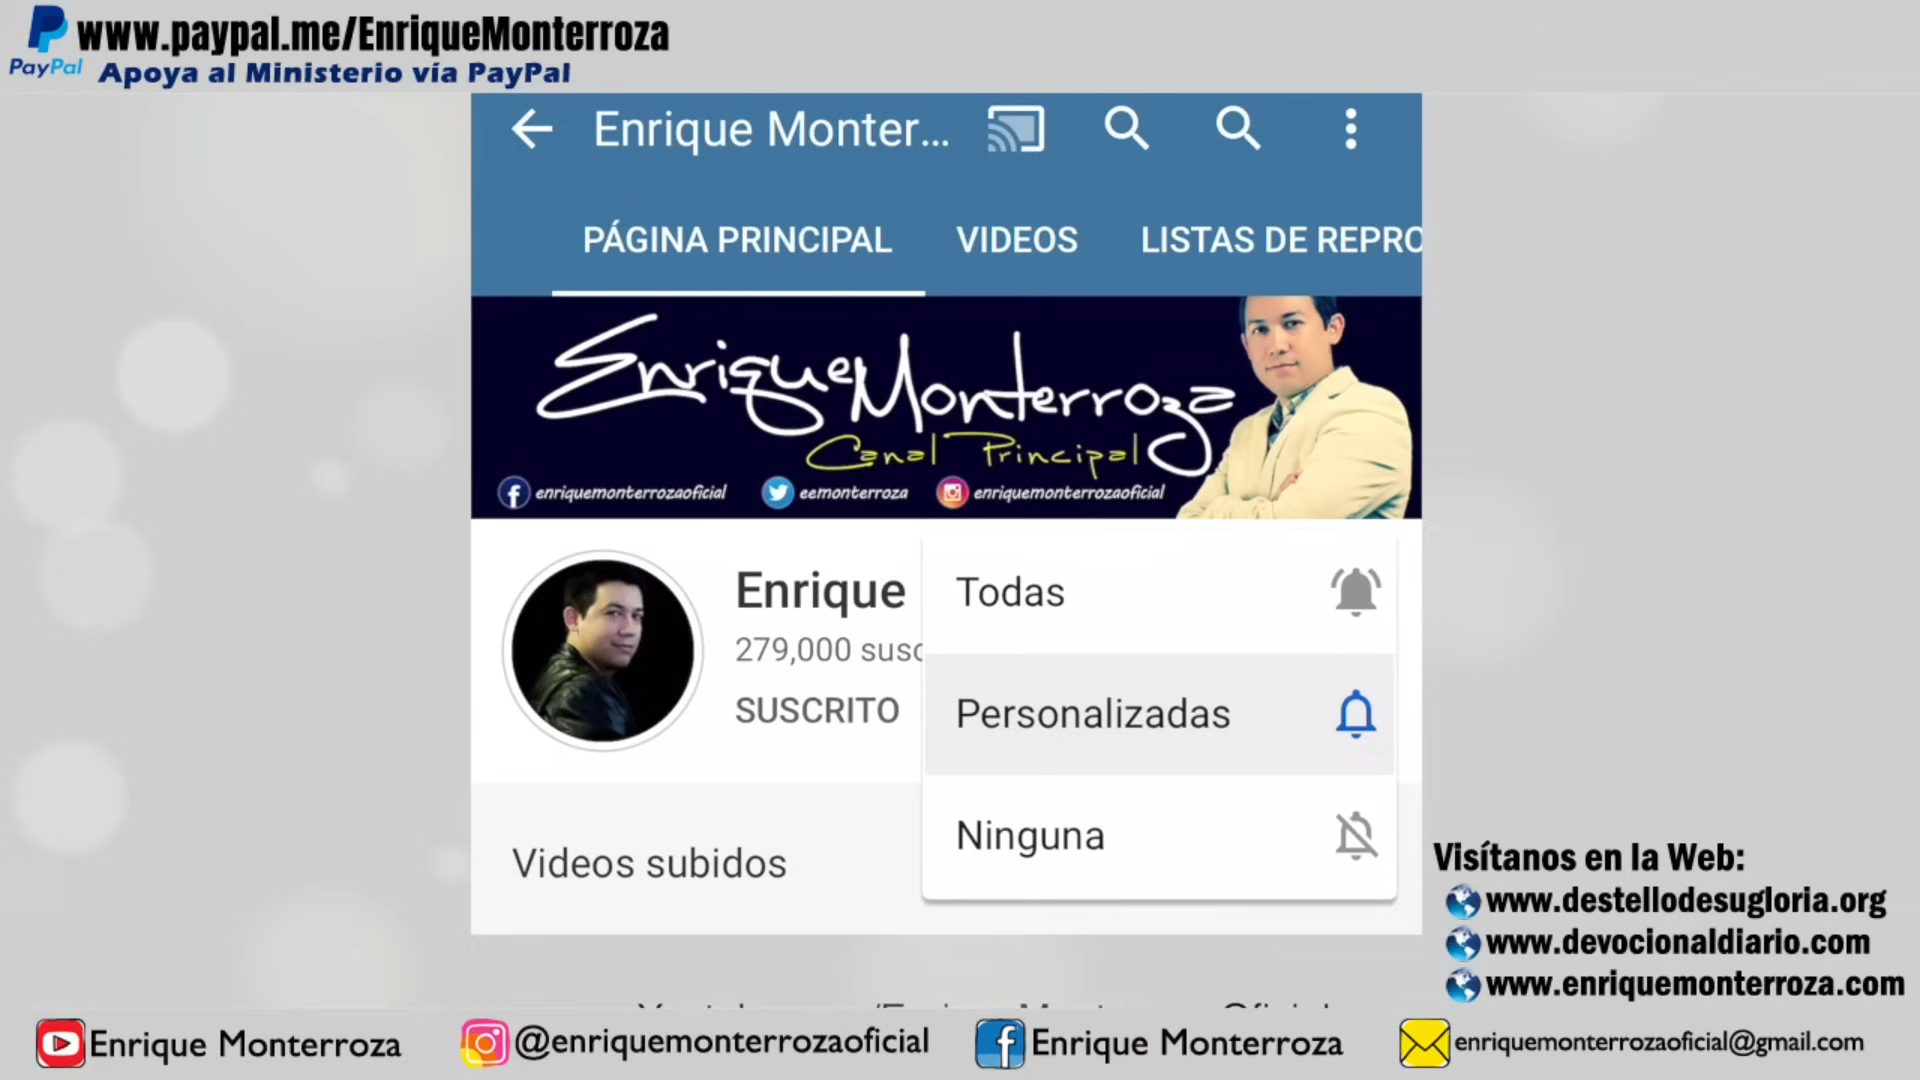 www.paypal.me/EnriqueMonterroza
PayPal
Apoya al Ministerio vía PayPal
Enrique Monter...
PÁGINA PRINCIPAL
VIDEOS
LISTAS DE REPRO
Enrique Monterroza
Canal Principal
enriquemonterrozaoficial
eemonterroza
enriquemonterrozaoficial
Enrique
279,000 susc
SUSCRITO
Todas
Personalizadas
Ninguna
Videos subidos
Visítanos en la Web:
www.destellodesugloria.org
www.devocionaldiario.com
www.enriquemonterroza.com
Enrique Monterroza
@enriquemonterrozaoficial
Enrique Monterroza
enriquemonterrozaoficial@gmail.com